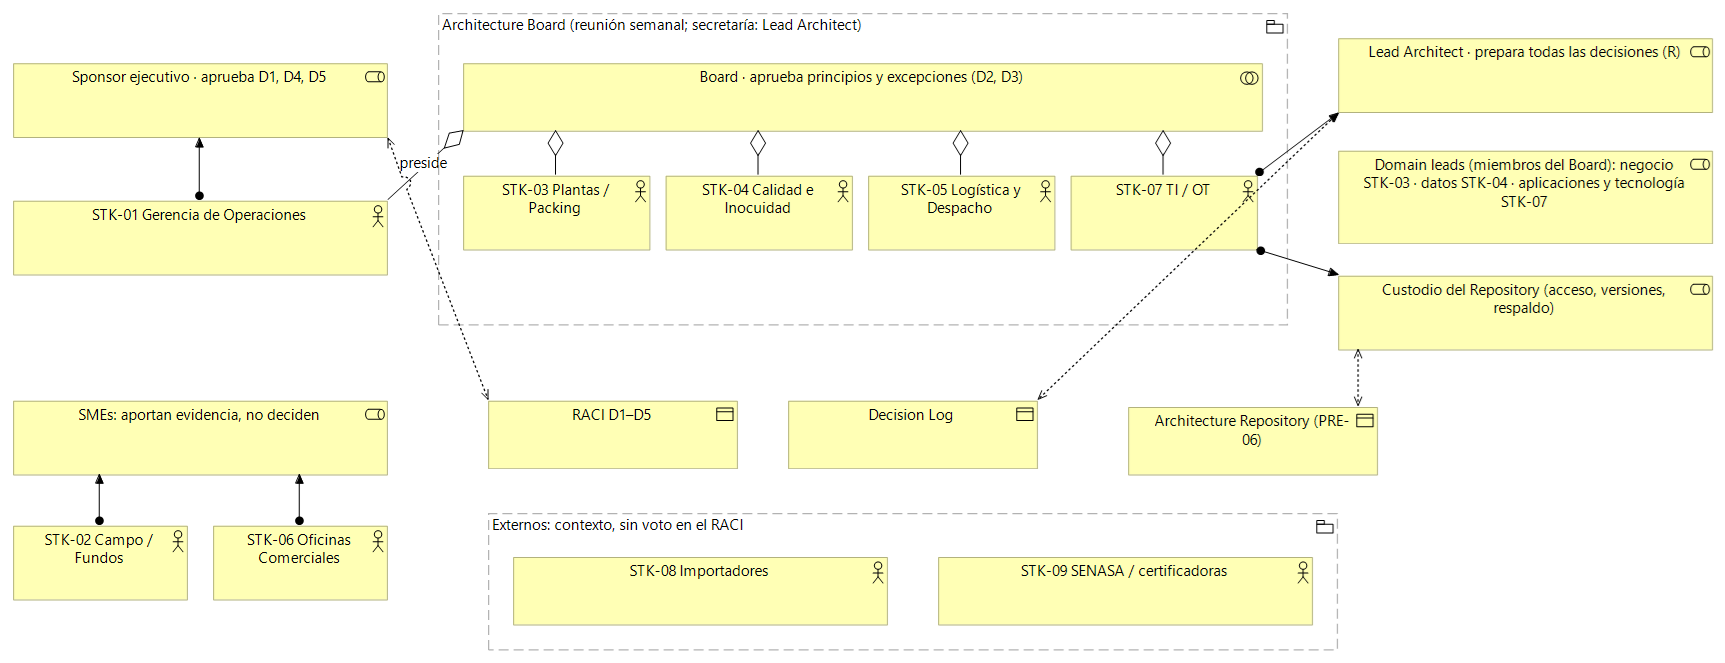 Architecture Board (reunión semanal; secretaría: Lead Architect)
Sponsor ejecutivo · aprueba D1, D4, D5
Board · aprueba principios y excepciones (D2, D3)
Lead Architect · prepara todas las decisiones (R)
preside
Domain leads (miembros del Board): negocio
STK-03 · datos STK-04 · aplicaciones y tecnología
STK-07
STK-01 Gerencia de Operaciones
STK-03 Plantas /
Packing
STK-04 Calidad e
Inocuidad
STK-05 Logística y
Despacho
STK-07 TI / OT
Custodio del Repository (acceso, versiones,
respaldo)
SMEs: aportan evidencia, no deciden
RACI D1–D5
Decision Log
Architecture Repository (PRE-
06)
STK-02 Campo /
Fundos
STK-06 Oficinas
Comerciales
Externos: contexto, sin voto en el RACI
STK-08 Importadores
STK-09 SENASA / certificadoras